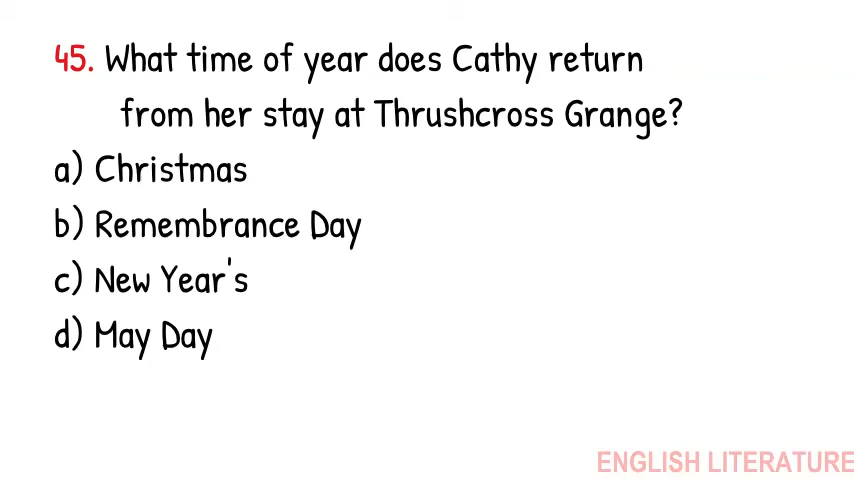 45. What time of year does Cathy return
from her stay at Thrushcross Grange?
a) Christmas
b) Remembrance Day
c) New Year's
d) May Day
ENGLISH LITERATURE